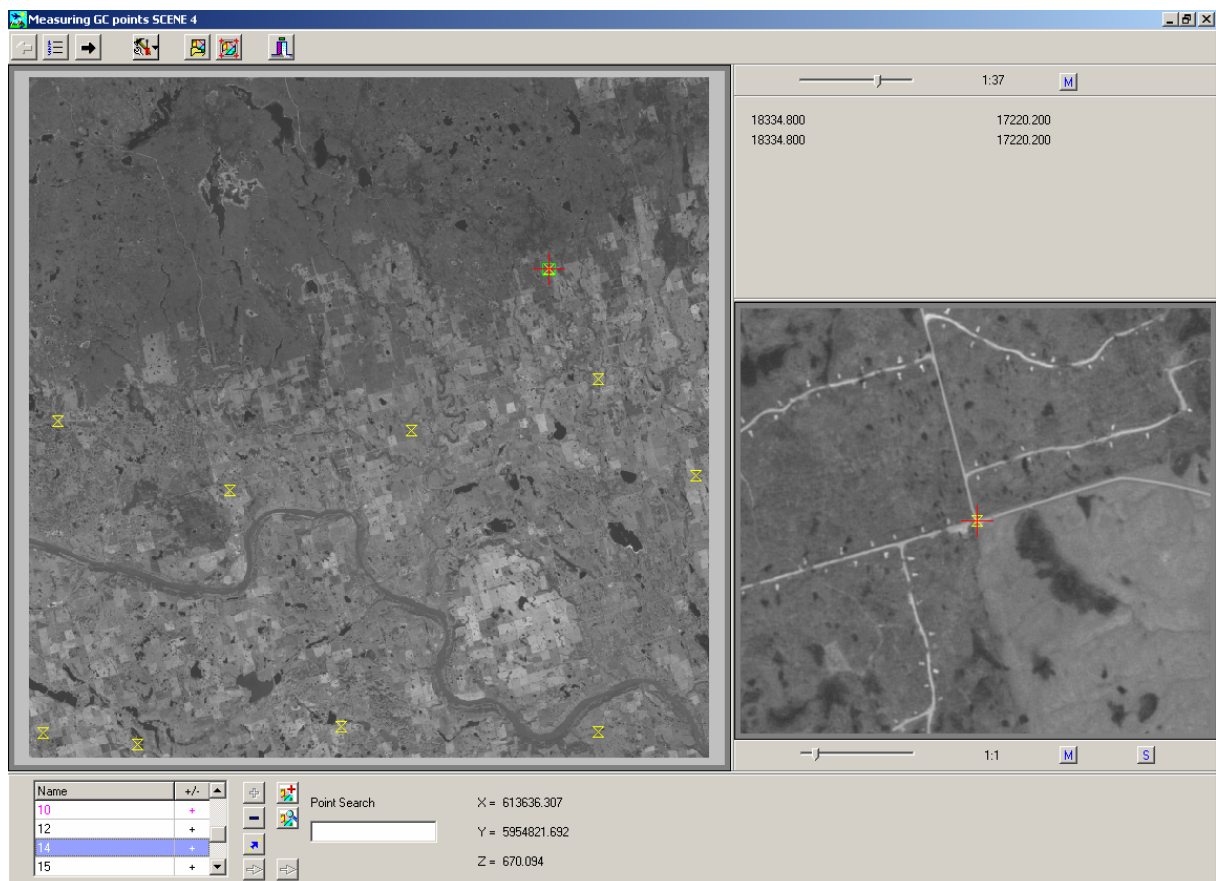 Measuring GC points SCENE 4
1:37 M
18334.800 17220.200
18334.800 17220.200
1:1 M S
Name +/-
10 +
12 +
14 +
15 +
Point Search
X = 613636.307
Y = 5954821.692
Z = 670.094